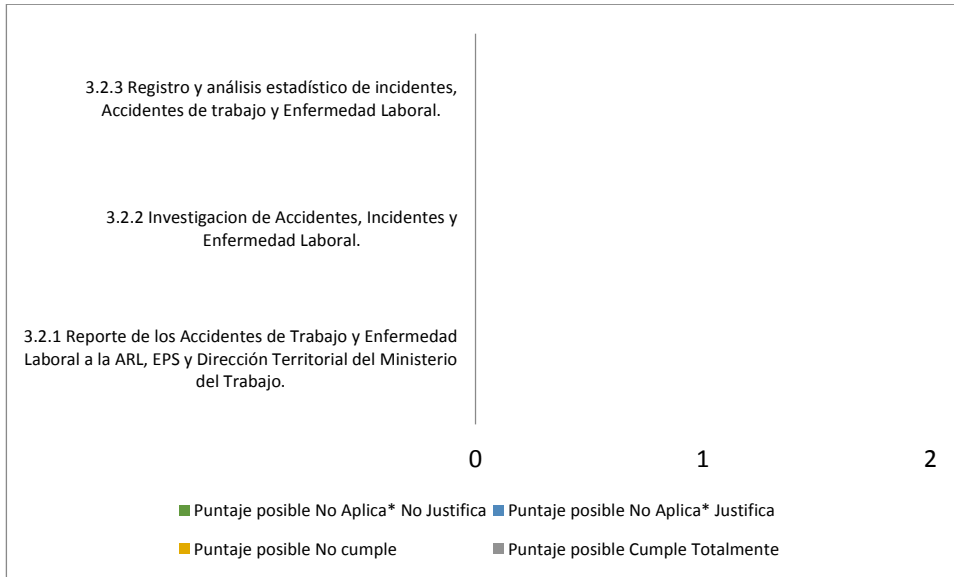 3.2.3 Registro y análisis estadístico de incidentes,
Accidentes de trabajo y Enfermedad Laboral.
3.2.2 Investigacion de Accidentes, Incidentes y
Enfermedad Laboral.
3.2.1 Reporte de los Accidentes de Trabajo y Enfermedad
Laboral a la ARL, EPS y Dirección Territorial del Ministerio
del Trabajo.
0 1 2
Puntaje posible No Aplica* No Justifica Puntaje posible No Aplica* Justifica
Puntaje posible No cumple Puntaje posible Cumple Totalmente